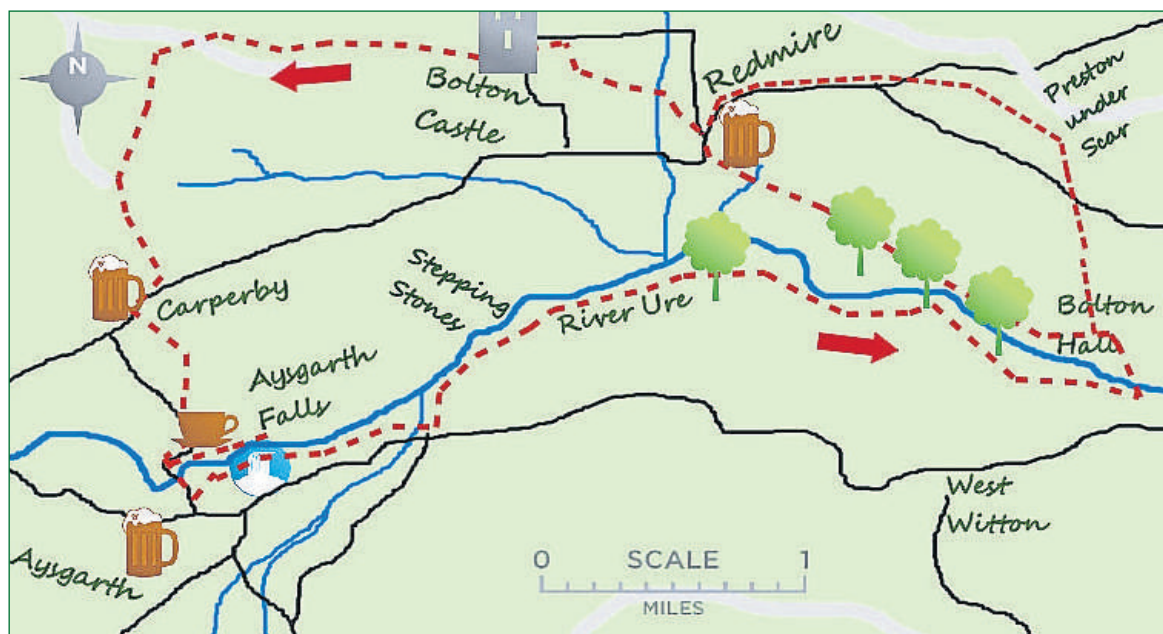 N
Bolton
Castle
Redmire
Preston
under
Scar
Carperby
Stepping
Stones
River Ure
Bolton
Hall
Aysgarth
Falls
West
Witton
Aysgarth
0 SCALE 1
MILES